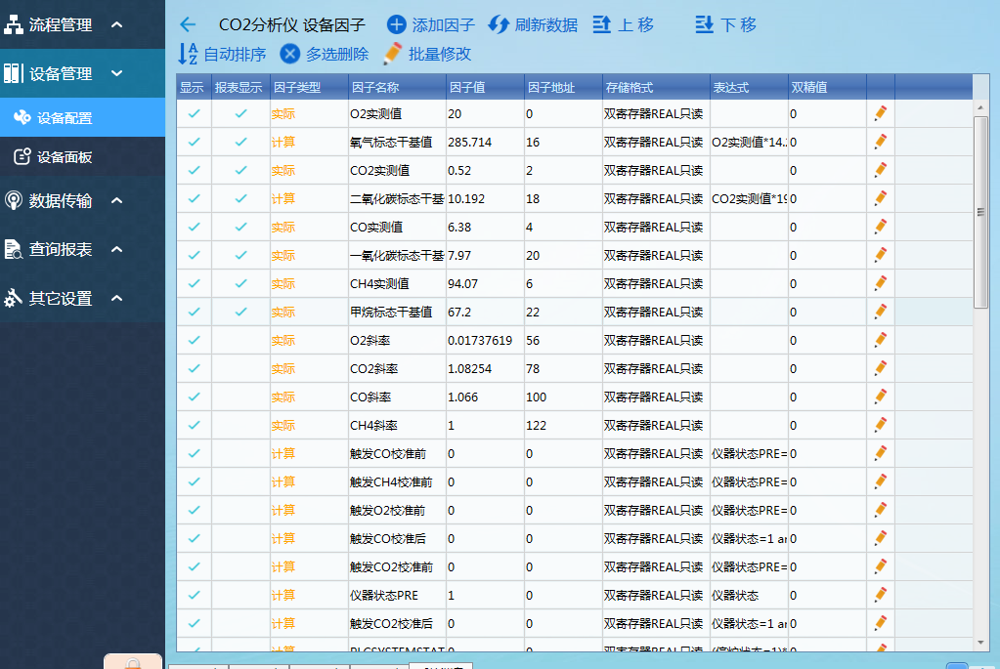 流程管理
设备管理
设备配置
设备面板
数据传输
查询报表
其它设置
CO2分析仪 设备因子 添加因子 刷新数据 上 移 下 移
自动排序 多选删除 批量修改
显示 报表显示 因子类型 因子名称 因子值 因子地址 存储格式 表达式 双精值
实际 O2实测值 20 0 双寄存器REAL只读 0
计算 氧气标态干基值 285.714 16 双寄存器REAL只读 O2实测值*14. 0
实际 CO2实测值 0.52 2 双寄存器REAL只读 0
计算 二氧化碳标态干基 10.192 18 双寄存器REAL只读 CO2实测值*19 0
实际 CO实测值 6.38 4 双寄存器REAL只读 0
实际 一氧化碳标态干基 7.97 20 双寄存器REAL只读 0
实际 CH4实测值 94.07 6 双寄存器REAL只读 0
实际 甲烷标态干基值 67.2 22 双寄存器REAL只读 0
实际 O2斜率 0.01737619 56 双寄存器REAL只读 0
实际 CO2斜率 1.08254 78 双寄存器REAL只读 0
实际 CO斜率 1.066 100 双寄存器REAL只读 0
实际 CH4斜率 1 122 双寄存器REAL只读 0
计算 触发CO校准前 0 0 双寄存器REAL只读 仪器状态PRE= 0
计算 触发CH4校准前 0 0 双寄存器REAL只读 仪器状态PRE= 0
计算 触发O2校准前 0 0 双寄存器REAL只读 仪器状态PRE= 0
计算 触发CO校准后 0 0 双寄存器REAL只读 仪器状态=1 ar 0
计算 触发CO2校准前 0 0 双寄存器REAL只读 仪器状态PRE= 0
计算 仪器状态PRE 1 0 双寄存器REAL只读 仪器状态 0
计算 触发CO2校准后 0 0 双寄存器REAL只读 仪器状态=1 ar 0
计算 PLCSYSTEMSTAT 0 0 双寄存器REAL只读 0